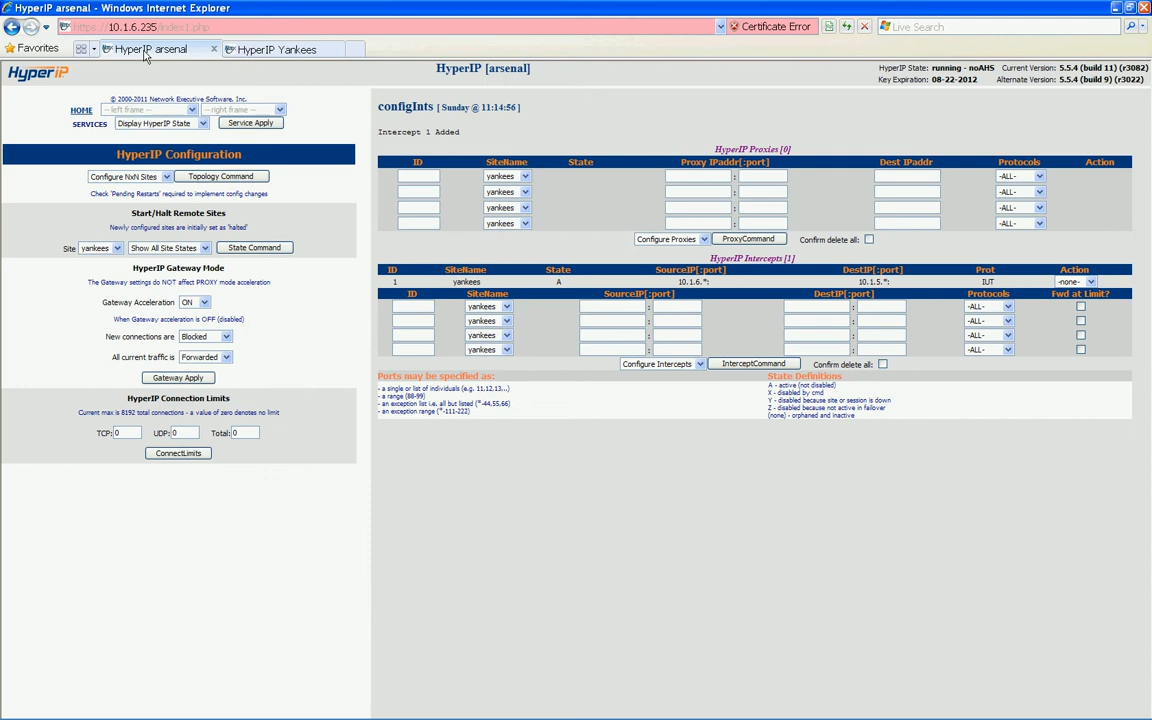 HyperIP arsenal - Windows Internet Explorer
https://10.1.6.235/index1.php
Certificate Error
Live Search
Favorites
HyperIP arsenal
HyperIP Yankees
HyperIP
HyperIP [arsenal]
HyperIP State: running - noAHS Current Version: 5.5.4 (build 11) (r3082)
Key Expiration: 08-22-2012 Alternate Version: 5.5.4 (build 9) (r3022)
© 2000-2011 Network Executive Software, Inc.
HOME -- left frame -- -- right frame --
SERVICES Display HyperIP State Service Apply
HyperIP Configuration
Configure NxN Sites Topology Command
Check 'Pending Restarts' required to implement config changes
Start/Halt Remote Sites
Newly configured sites are initially set as 'halted'
Site yankees Show All Site States State Command
HyperIP Gateway Mode
The Gateway settings do NOT affect PROXY mode acceleration
Gateway Acceleration ON
When Gateway acceleration is OFF (disabled)
New connections are Blocked
All current traffic is Forwarded
Gateway Apply
HyperIP Connection Limits
Current max is 8192 total connections - a value of zero denotes no limit
TCP: 0 UDP: 0 Total: 0
ConnectLimits
configInts [ Sunday @ 11:14:56 ]
Intercept 1 Added
HyperIP Proxies [0]
ID SiteName State Proxy IPaddr[:port] Dest IPaddr Protocols Action
yankees : -ALL-
yankees : -ALL-
yankees : -ALL-
yankees : -ALL-
Configure Proxies ProxyCommand Confirm delete all:
HyperIP Intercepts [1]
ID SiteName State SourceIP[:port] DestIP[:port] Prot Action
1 yankees A 10.1.6.*: 10.1.5.*: IUT -none-
ID SiteName SourceIP[:port] DestIP[:port] Protocols Fwd at Limit?
yankees : : -ALL-
yankees : : -ALL-
yankees : : -ALL-
yankees : : -ALL-
Configure Intercepts InterceptCommand Confirm delete all:
Ports may be specified as:
- a single or list of individuals (e.g. 11,12,13,..)
- a range (88-99)
- an exception list i.e. all but listed (*-44,55,66)
- an exception range (*-111-222)
State Definitions
A - active (not disabled)
X - disabled by cmd
Y - disabled because site or session is down
Z - disabled because not active in failover
(none) - orphaned and inactive